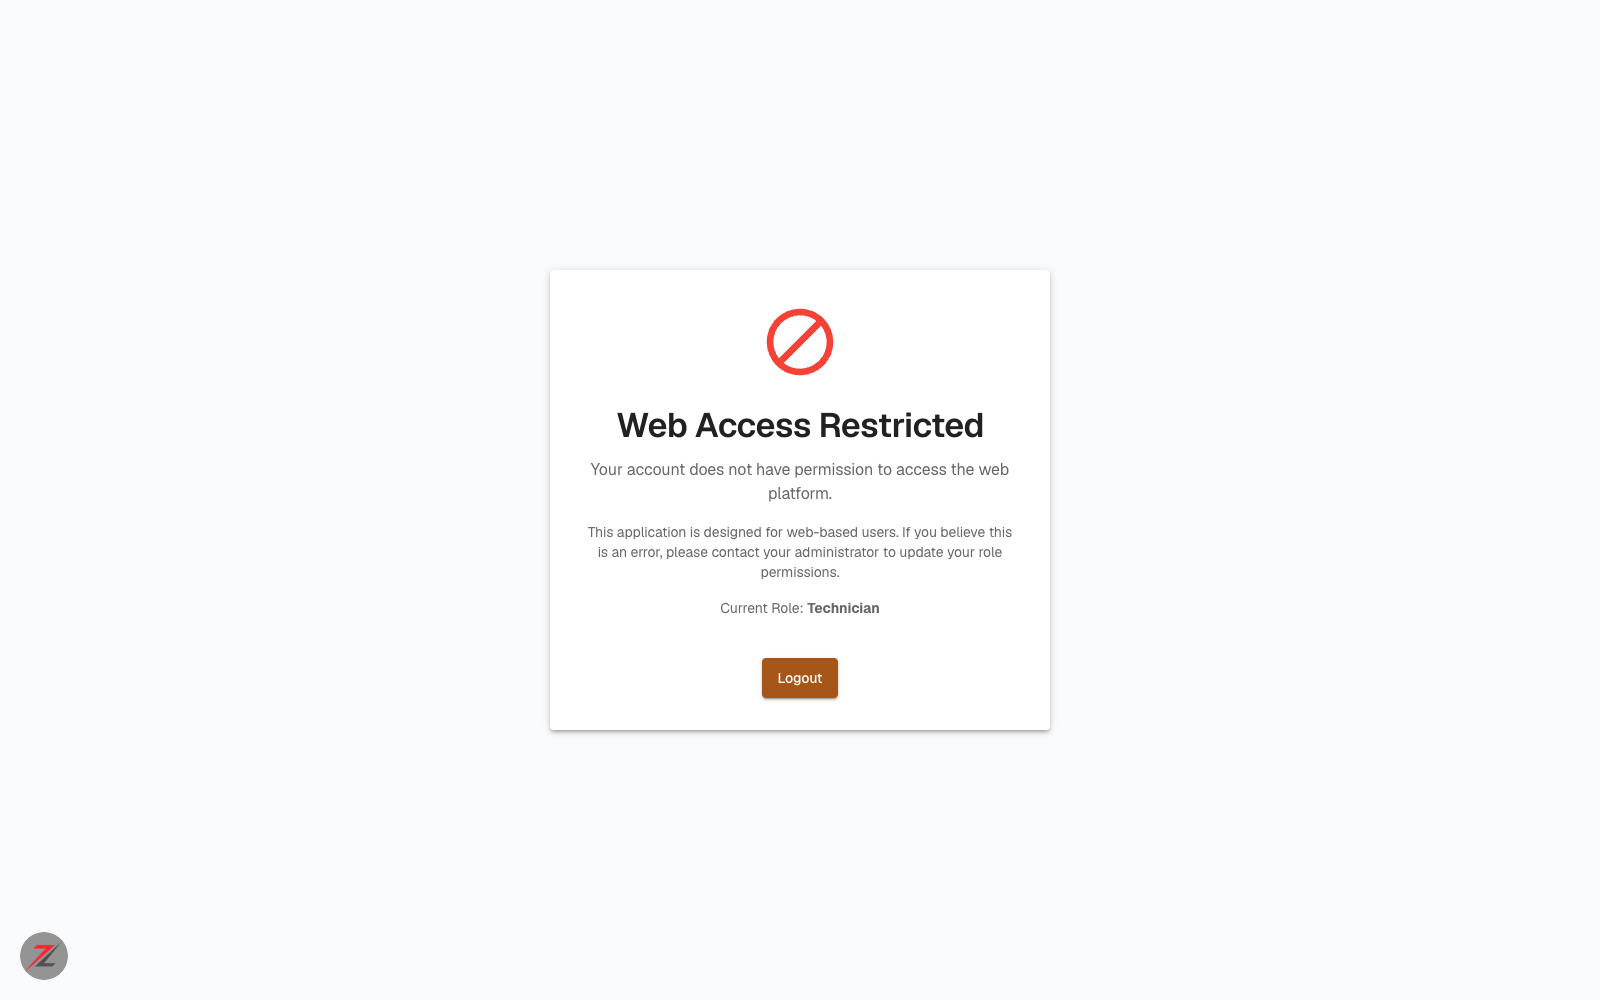 Web Access Restricted
Your account does not have permission to access the web
platform.
This application is designed for web-based users. If you believe this
is an error, please contact your administrator to update your role
permissions.
Current Role: Technician
Logout